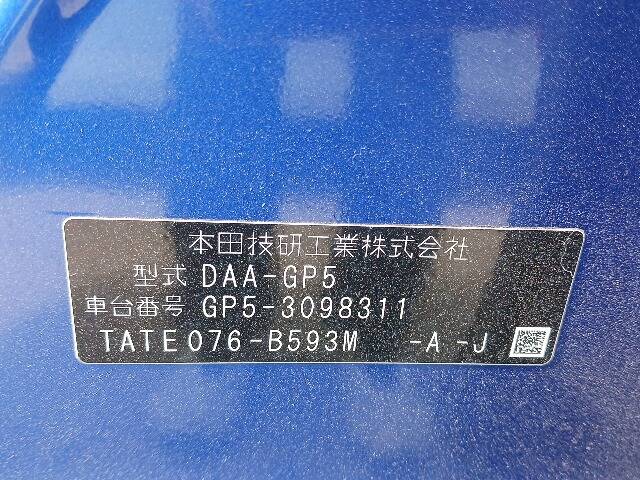 本田技研工業株式会社
型式 DAA-GP5
車台番号 GP5-3098311
TATE076-B593M -A -J